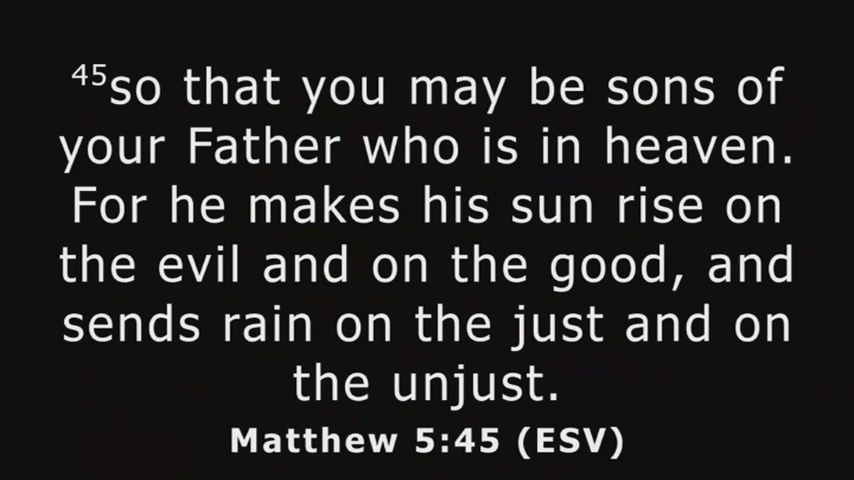 45so that you may be sons of
your Father who is in heaven.
For he makes his sun rise on
the evil and on the good, and
sends rain on the just and on
the unjust.
Matthew 5:45 (ESV)